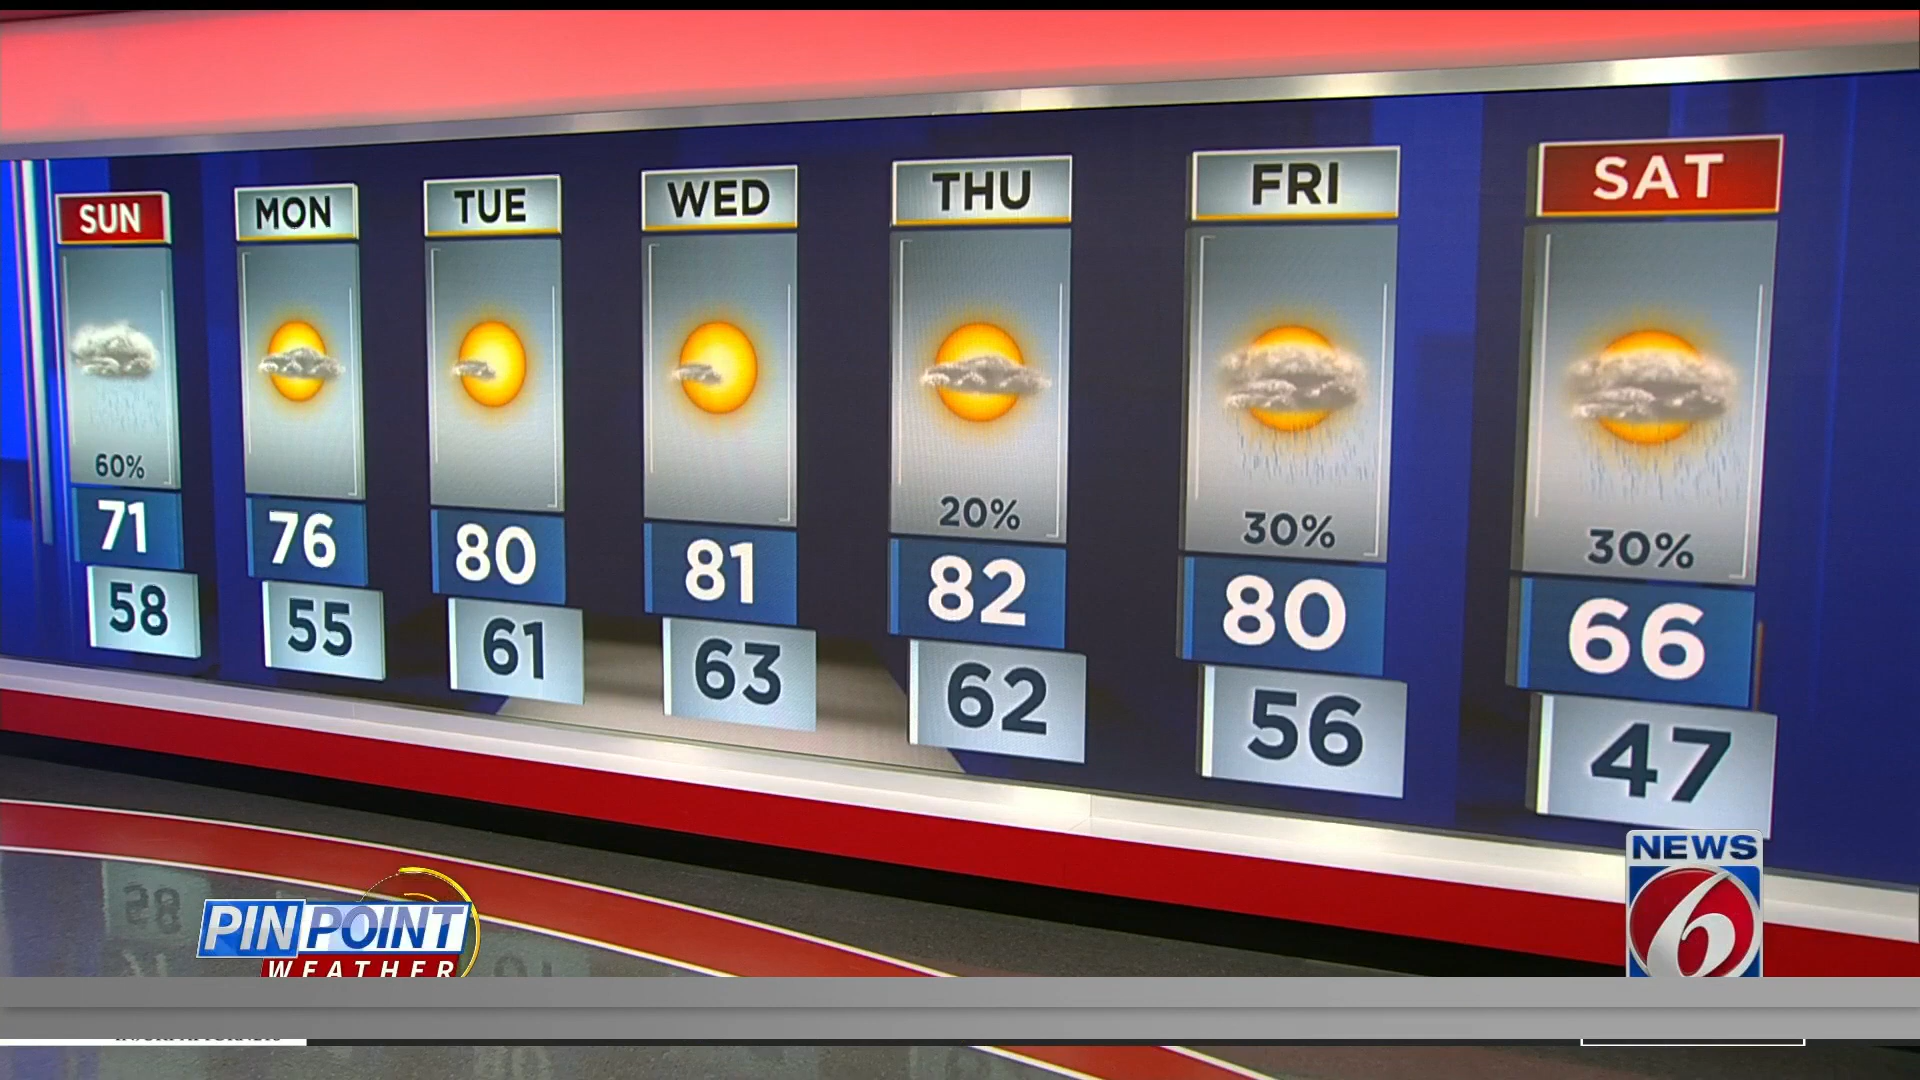 SUN MON TUE WED THU FRI SAT
60% 20% 30% 30%
71 76 80 81 82 80 66
58 55 61 63 62 56 47
NEWS
6
PINPOINT
WEATHER